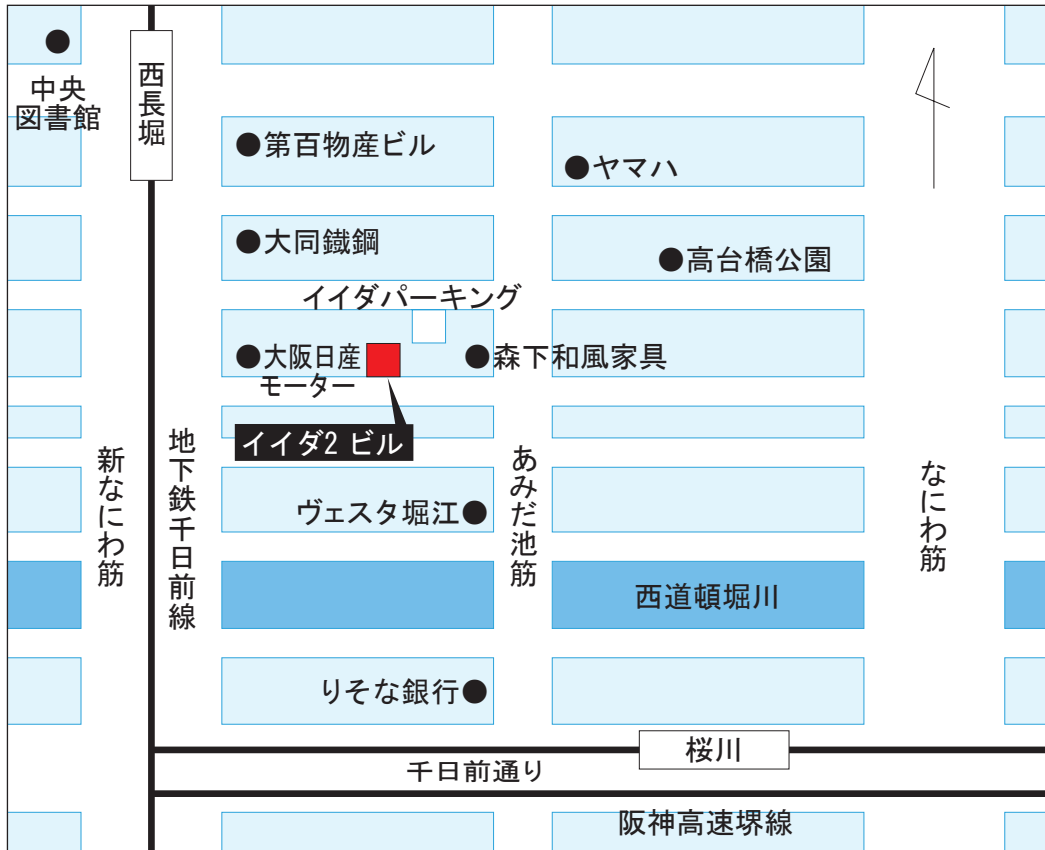 中央
図書館
西長堀
第百物産ビル
ヤマハ
大同鐵鋼
高台橋公園
イイダパーキング
大阪日産
モーター
森下和風家具
イイダ2 ビル
新なにわ筋
地下鉄千日前線
ヴェスタ堀江
あみだ池筋
なにわ筋
西道頓堀川
りそな銀行
桜川
千日前通り
阪神高速堺線